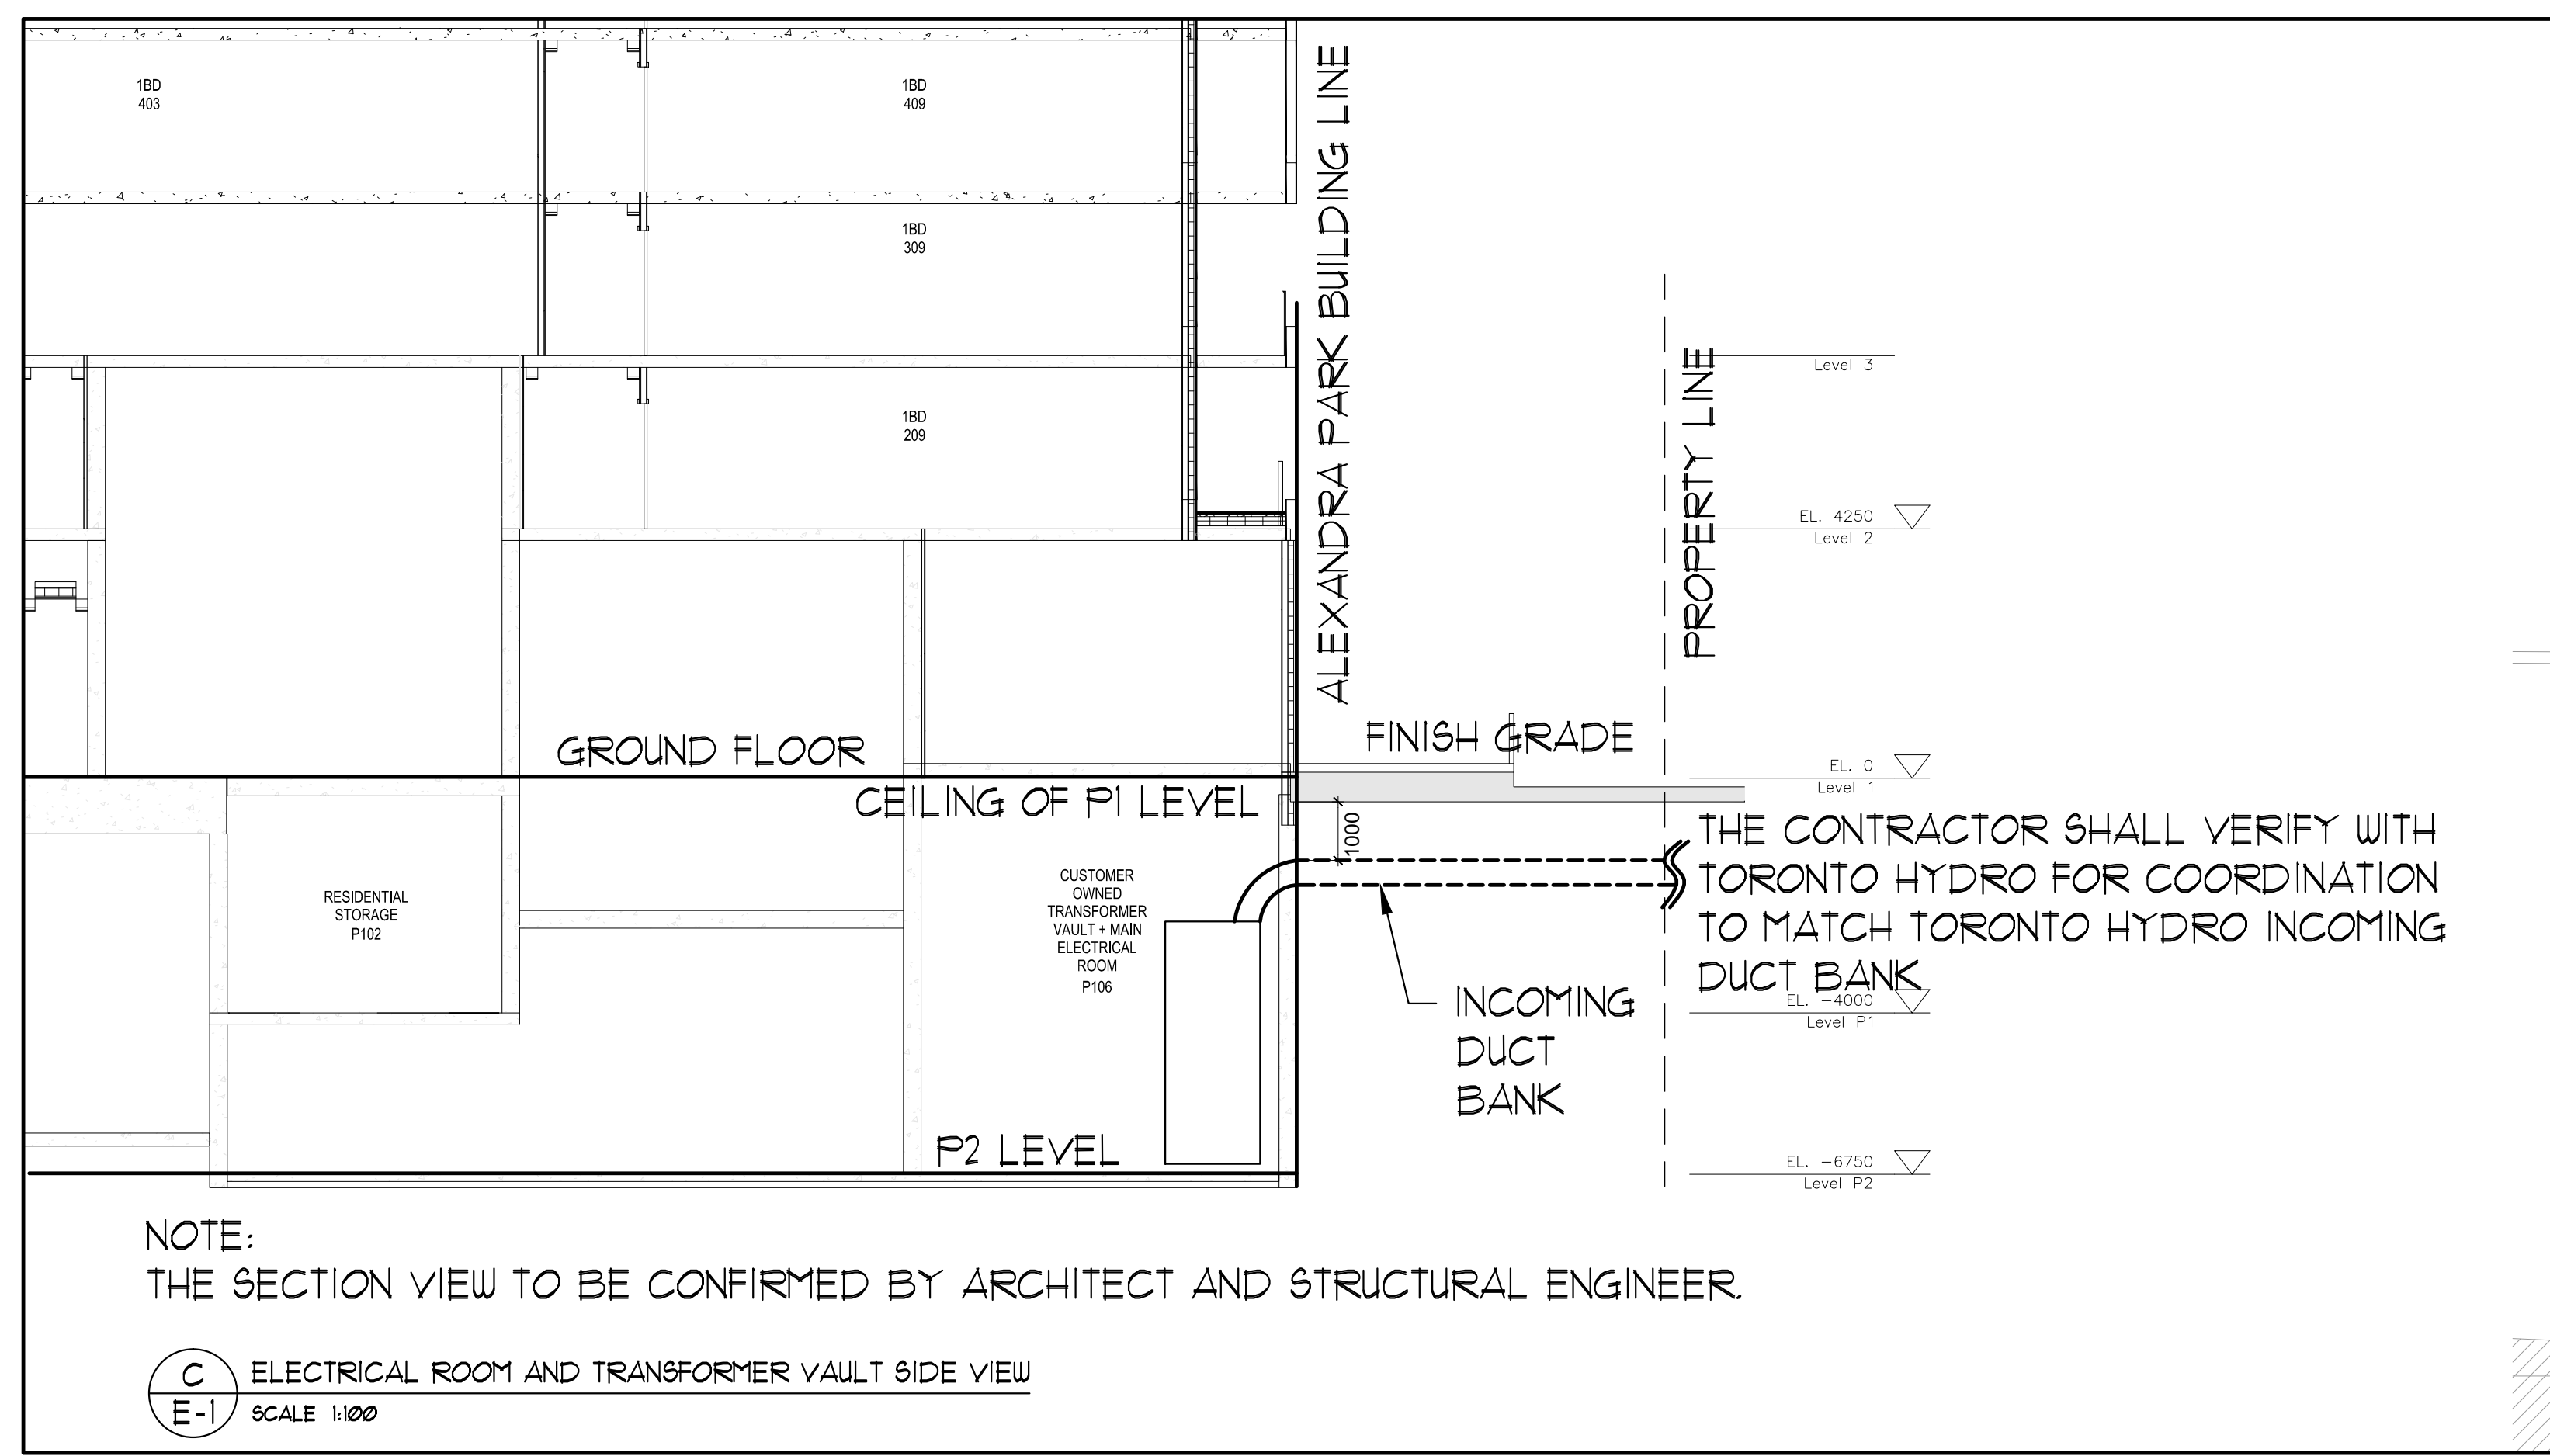 1BD
403
1BD
409
1BD
309
1BD
209
ALEXANDRA PARK BUILDING LINE
PROPERTY LINE
Level 3
EL. 4250
Level 2
EL. 0
Level 1
GROUND FLOOR
FINISH GRADE
CEILING OF P1 LEVEL
1000
THE CONTRACTOR SHALL VERIFY WITH
TORONTO HYDRO FOR COORDINATION
TO MATCH TORONTO HYDRO INCOMING
DUCT BANK
EL. -4000
Level P1
RESIDENTIAL
STORAGE
P102
CUSTOMER
OWNED
TRANSFORMER
VAULT + MAIN
ELECTRICAL
ROOM
P106
INCOMING
DUCT
BANK
P2 LEVEL
EL. -6750
Level P2
NOTE:
THE SECTION VIEW TO BE CONFIRMED BY ARCHITECT AND STRUCTURAL ENGINEER.
C
E-1
ELECTRICAL ROOM AND TRANSFORMER VAULT SIDE VIEW
SCALE 1:100